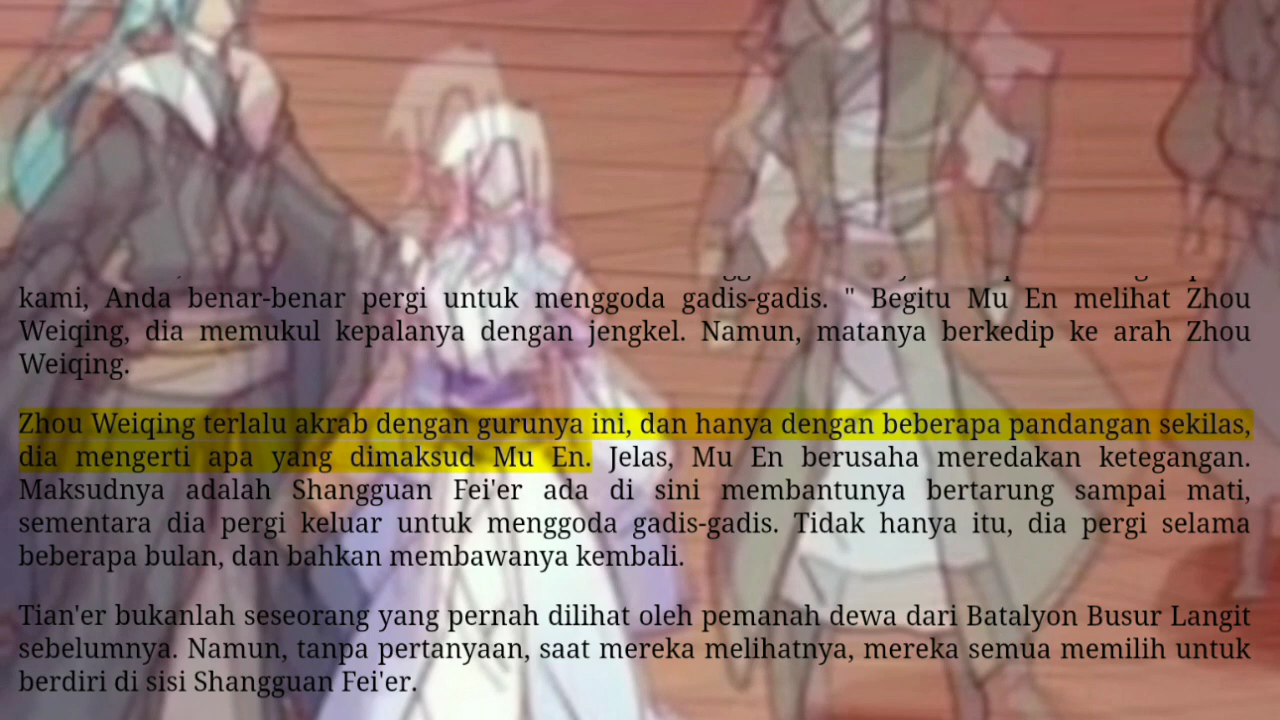 kami, Anda benar-benar pergi untuk menggoda gadis-gadis. " Begitu Mu En melihat Zhou
Weiqing, dia memukul kepalanya dengan jengkel. Namun, matanya berkedip ke arah Zhou
Weiqing.
Zhou Weiqing terlalu akrab dengan gurunya ini, dan hanya dengan beberapa pandangan sekilas,
dia mengerti apa yang dimaksud Mu En. Jelas, Mu En berusaha meredakan ketegangan.
Maksudnya adalah Shangguan Fei'er ada di sini membantunya bertarung sampai mati,
sementara dia pergi keluar untuk menggoda gadis-gadis. Tidak hanya itu, dia pergi selama
beberapa bulan, dan bahkan membawanya kembali.
Tian'er bukanlah seseorang yang pernah dilihat oleh pemanah dewa dari Batalyon Busur Langit
sebelumnya. Namun, tanpa pertanyaan, saat mereka melihatnya, mereka semua memilih untuk
berdiri di sisi Shangguan Fei'er.